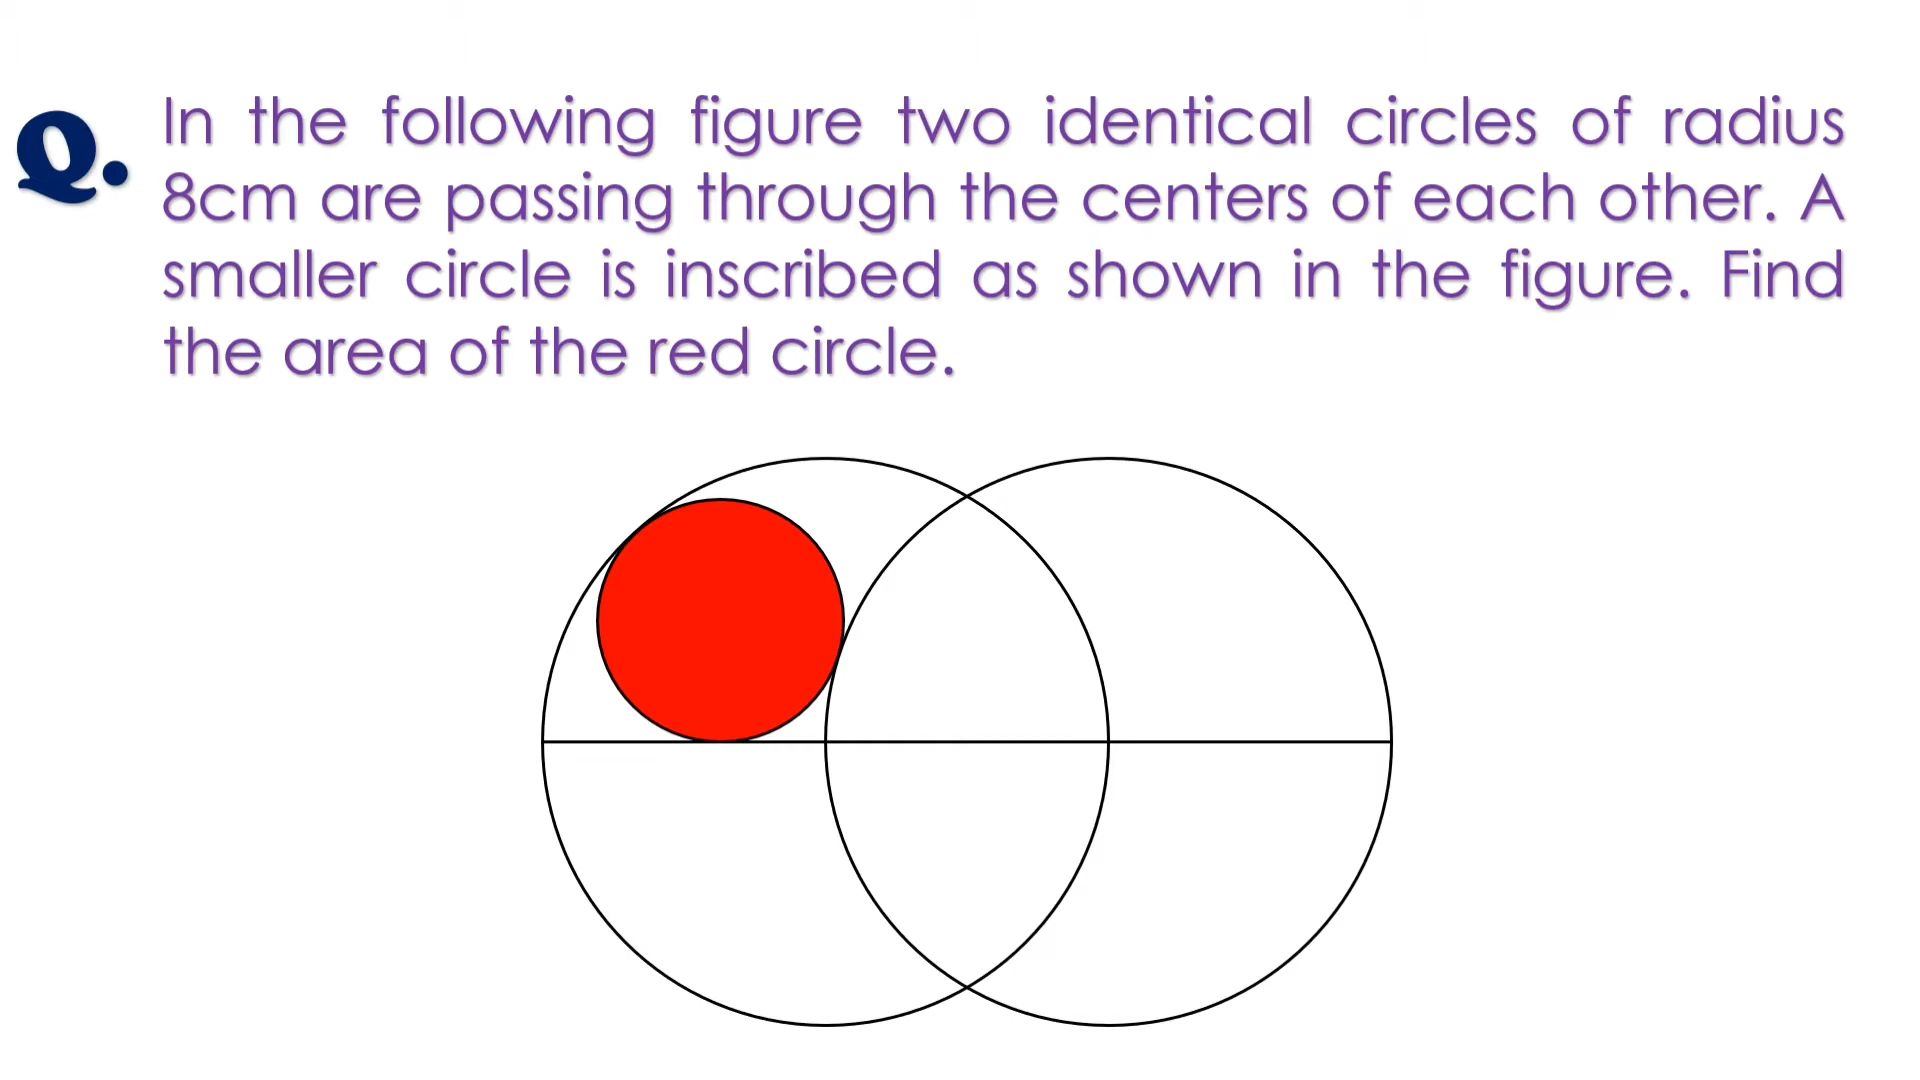 Q. In the following figure two identical circles of radius
8cm are passing through the centers of each other. A
smaller circle is inscribed as shown in the figure. Find
the area of the red circle.